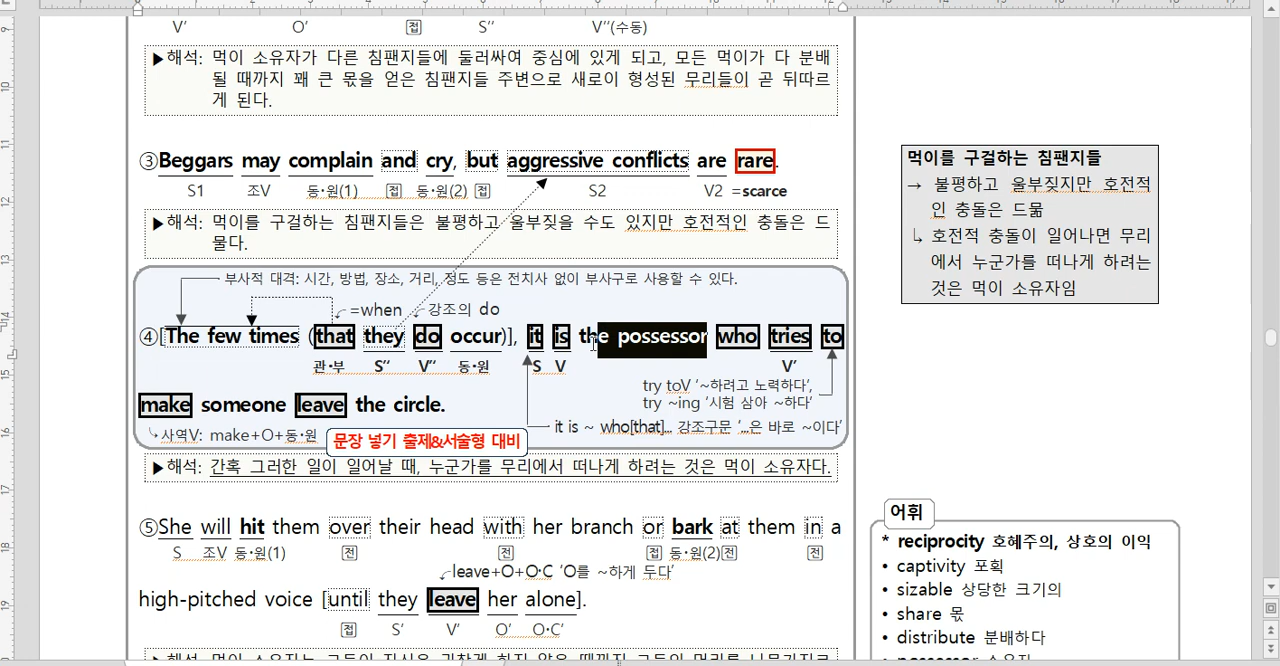 V’ O’ 접 S’’ V’’(수동)
▶해석: 먹이 소유자가 다른 침팬지들에 둘러싸여 중심에 있게 되고, 모든 먹이가 다 분배
될 때까지 꽤 큰 몫을 얻은 침팬지들 주변으로 새로이 형성된 무리들이 곧 뒤따르
게 된다.
③Beggars may complain and cry, but aggressive conflicts are rare.
S1 조V 동·원(1) 접 동·원(2) 접 S2 V2 =scarce
▶해석: 먹이를 구걸하는 침팬지들은 불평하고 울부짖을 수도 있지만 호전적인 충돌은 드
물다.
부사적 대격: 시간, 방법, 장소, 거리, 정도 등은 전치사 없이 부사구로 사용할 수 있다.
=when 강조의 do
④[The few times (that they do occur)], it is the possessor who tries to
관·부 S’’ V’’ 동·원 S V V’
try toV ‘~하려고 노력하다’,
try ~ing ‘시험 삼아 ~하다’
make someone leave the circle.
it is ~ who[that]... 강조구문 ‘...은 바로 ~이다’
사역V: make+O+동·원
문장 넣기 출제&서술형 대비
▶해석: 간혹 그러한 일이 일어날 때, 누군가를 무리에서 떠나게 하려는 것은 먹이 소유자다.
⑤She will hit them over their head with her branch or bark at them in a
S 조V 동·원(1) 전 전 접 동·원(2) 전 전
leave+O+O·C ‘O를 ~하게 두다’
high-pitched voice [until they leave her alone].
접 S’ V’ O’ O·C’
먹이를 구걸하는 침팬지들
→ 불평하고 울부짖지만 호전적
인 충돌은 드묾
↳ 호전적 충돌이 일어나면 무리
에서 누군가를 떠나게 하려는
것은 먹이 소유자임
어휘
* reciprocity 호혜주의, 상호의 이익
• captivity 포획
• sizable 상당한 크기의
• share 몫
• distribute 분배하다